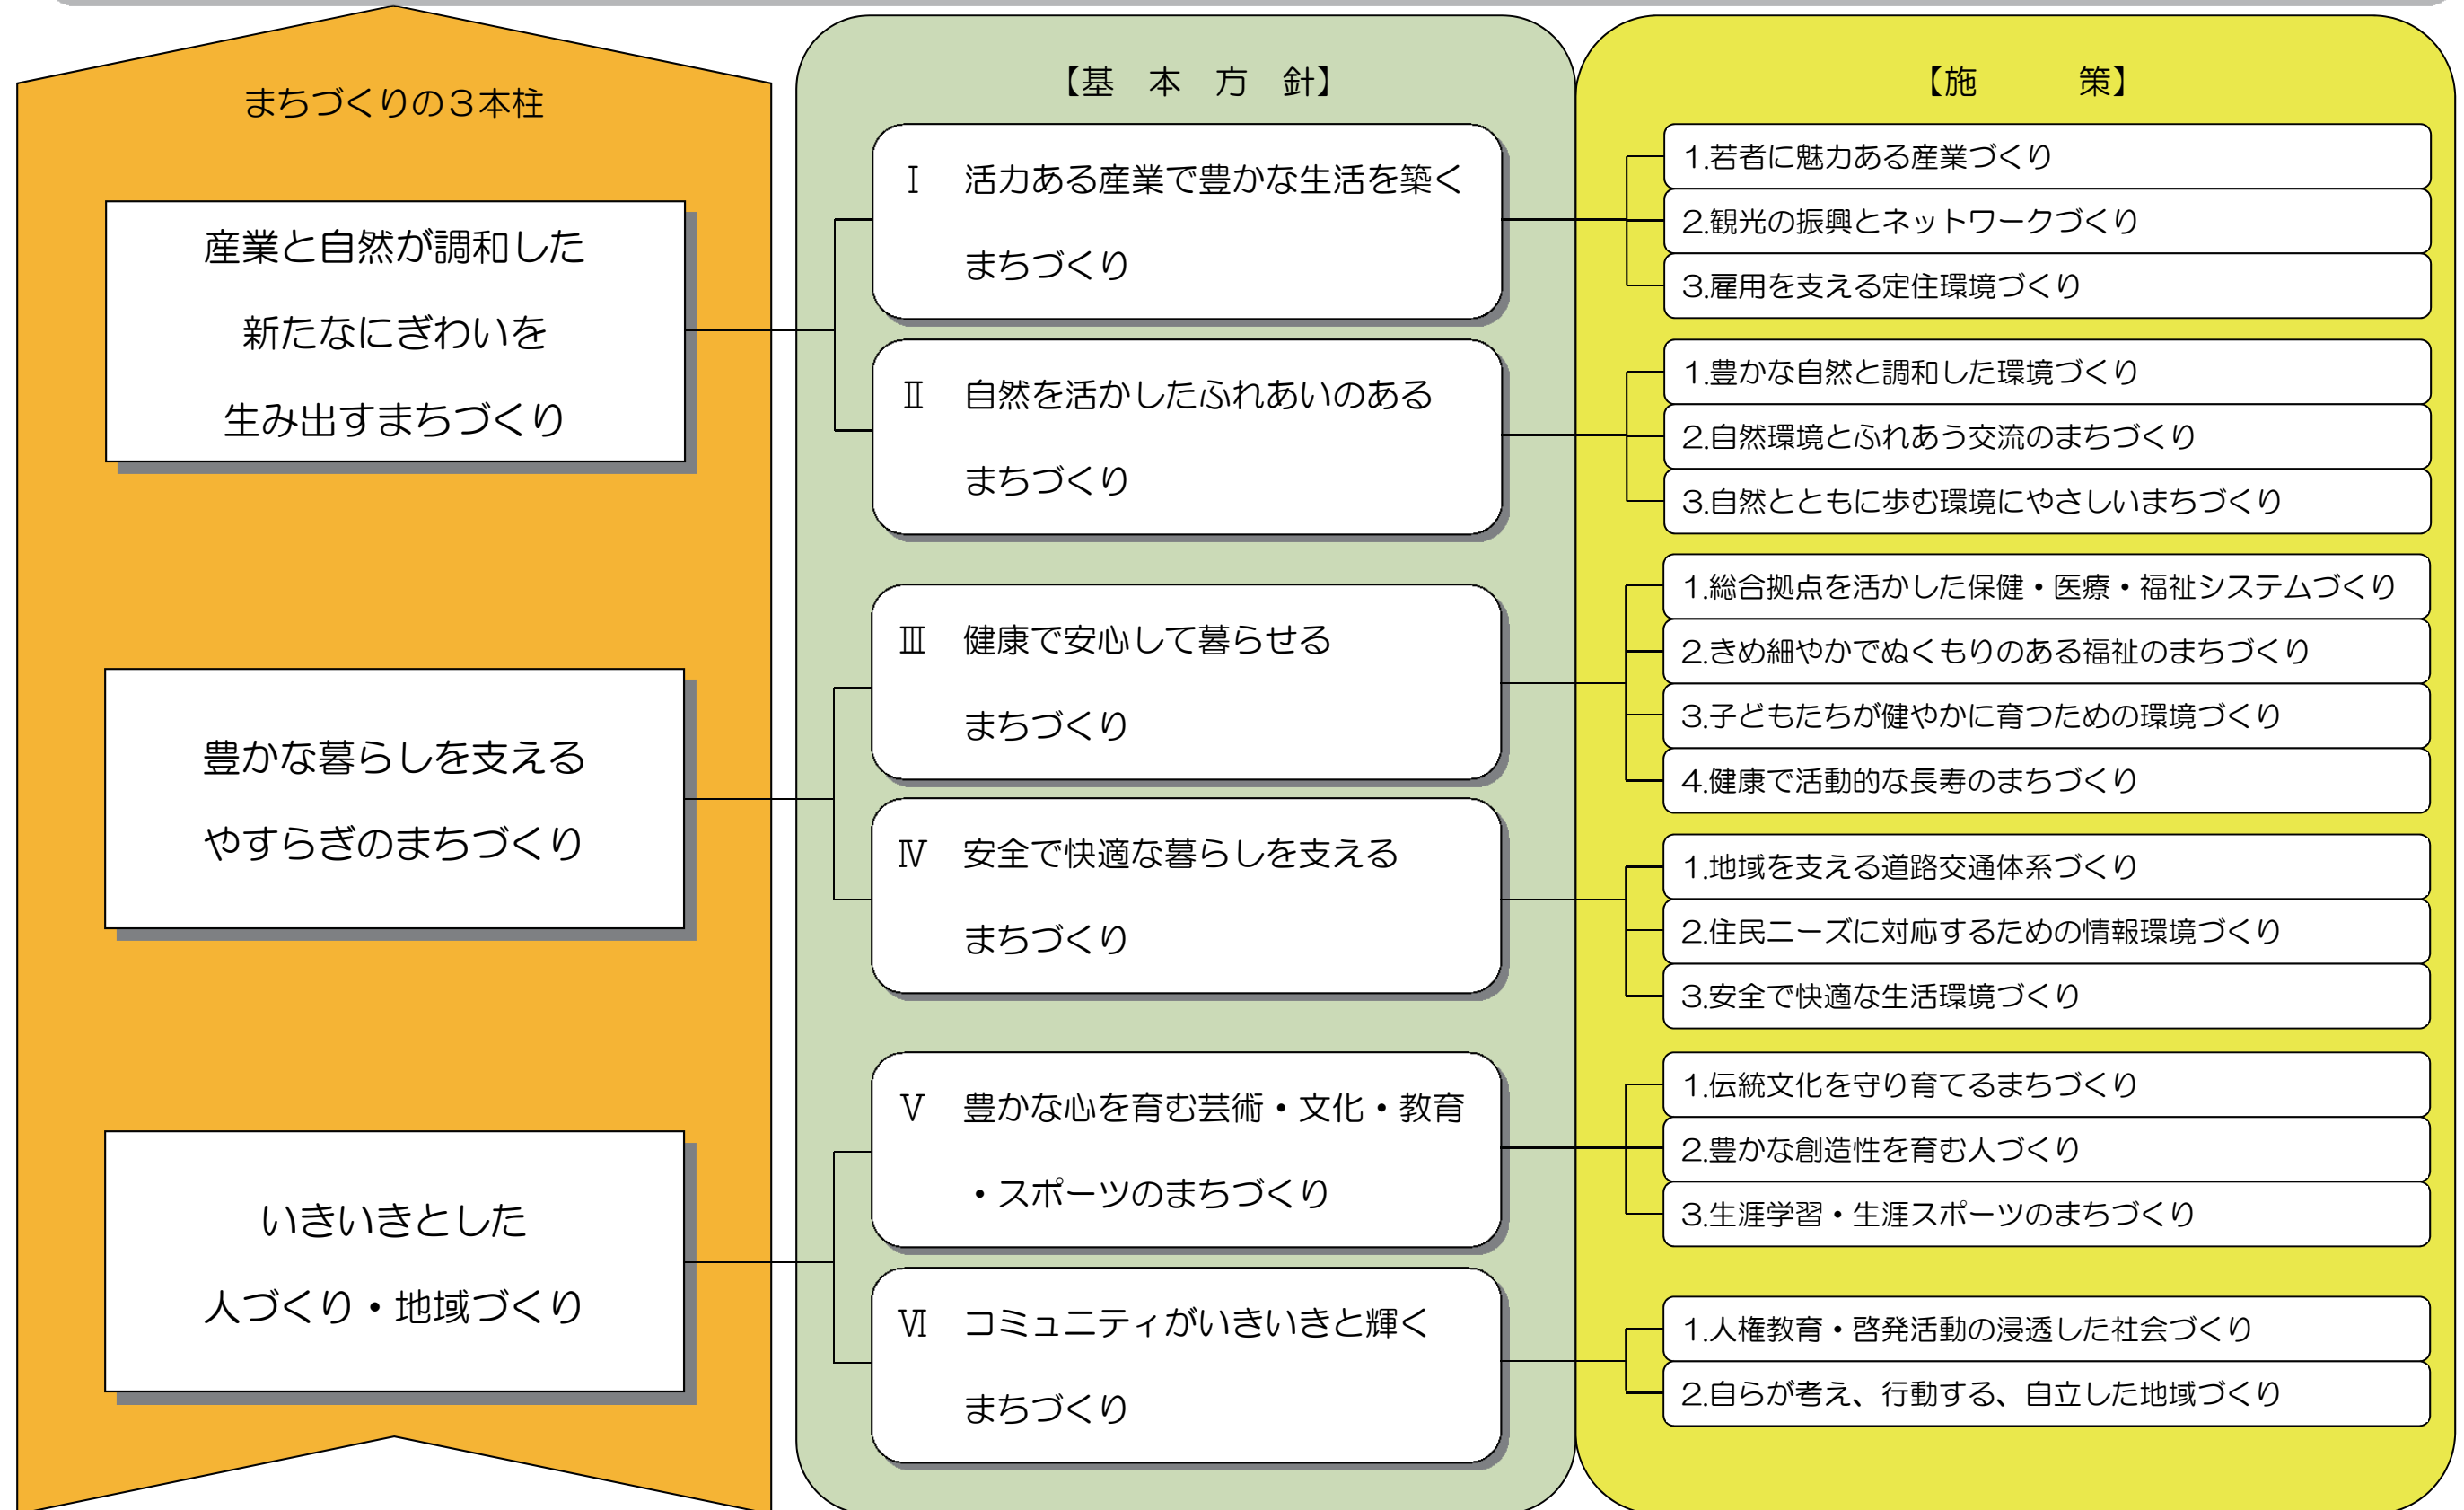 まちづくりの３本柱
産業と自然が調和した
新たなにぎわいを
生み出すまちづくり
豊かな暮らしを支える
やすらぎのまちづくり
いきいきとした
人づくり・地域づくり
【基　本　方　針】
Ⅰ　活力ある産業で豊かな生活を築く
まちづくり
Ⅱ　自然を活かしたふれあいのある
まちづくり
Ⅲ　健康で安心して暮らせる
まちづくり
Ⅳ　安全で快適な暮らしを支える
まちづくり
Ⅴ　豊かな心を育む芸術・文化・教育
・スポーツのまちづくり
Ⅵ　コミュニティがいきいきと輝く
まちづくり
【施　　　策】
1.若者に魅力ある産業づくり
2.観光の振興とネットワークづくり
3.雇用を支える定住環境づくり
1.豊かな自然と調和した環境づくり
2.自然環境とふれあう交流のまちづくり
3.自然とともに歩む環境にやさしいまちづくり
1.総合拠点を活かした保健・医療・福祉システムづくり
2.きめ細やかでぬくもりのある福祉のまちづくり
3.子どもたちが健やかに育つための環境づくり
4.健康で活動的な長寿のまちづくり
1.地域を支える道路交通体系づくり
2.住民ニーズに対応するための情報環境づくり
3.安全で快適な生活環境づくり
1.伝統文化を守り育てるまちづくり
2.豊かな創造性を育む人づくり
3.生涯学習・生涯スポーツのまちづくり
1.人権教育・啓発活動の浸透した社会づくり
2.自らが考え、行動する、自立した地域づくり